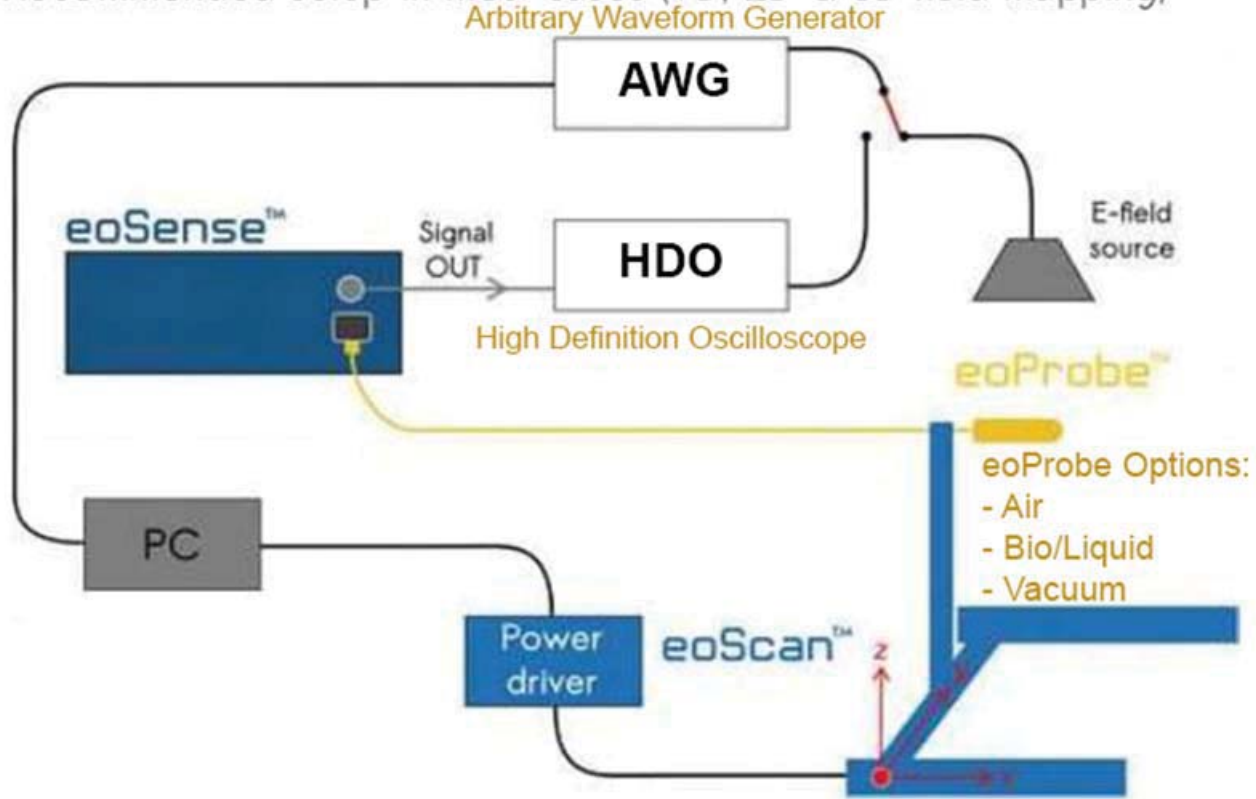 Arbitrary Waveform Generator
AWG
eoSense™
Signal
OUT
HDO
E-field
source
High Definition Oscilloscope
eoProbe™
eoProbe Options:
- Air
- Bio/Liquid
- Vacuum
PC
Power
driver
eoScan™
z